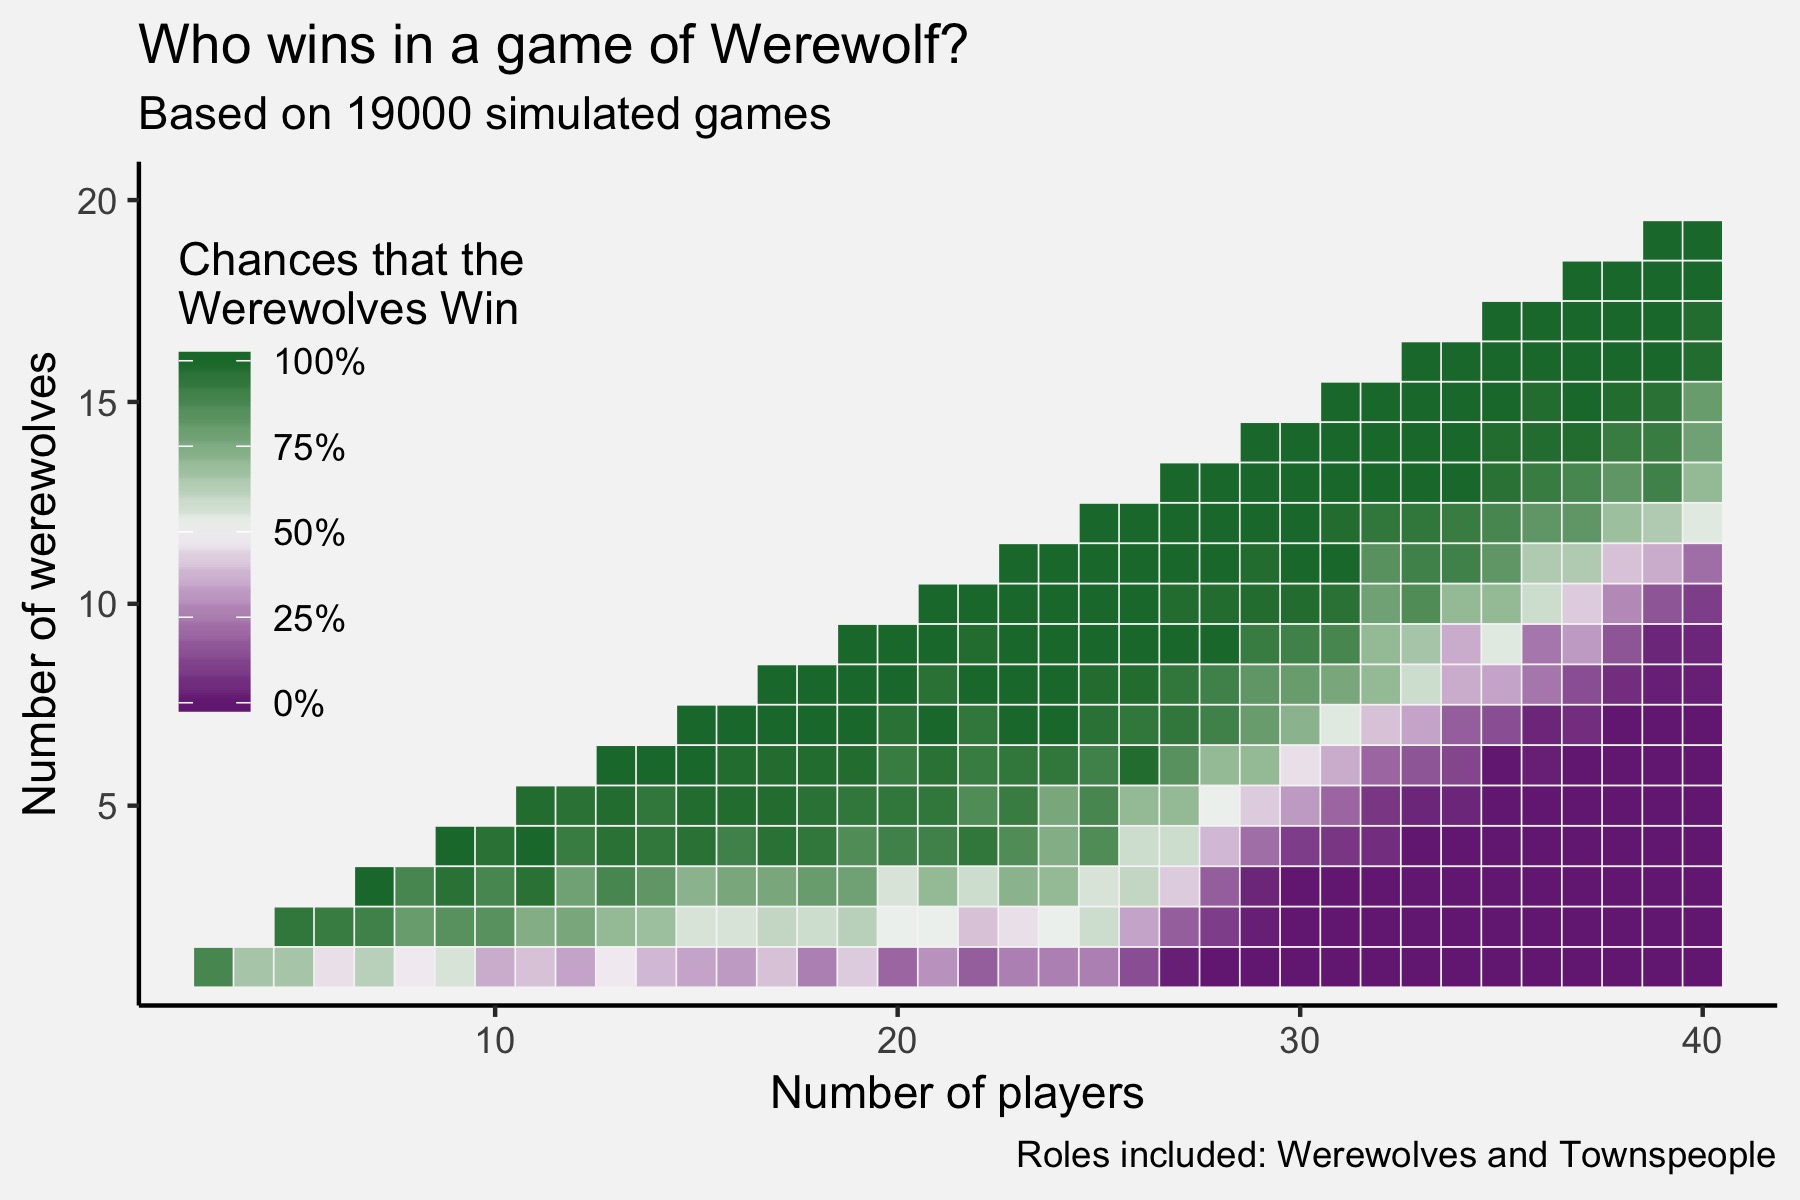 Who wins in a game of Werewolf?
Based on 19000 simulated games
20
15
10
5
Number of werewolves
Chances that the
Werewolves Win
100%
75%
50%
25%
0%
10
20
30
40
Number of players
Roles included: Werewolves and Townspeople